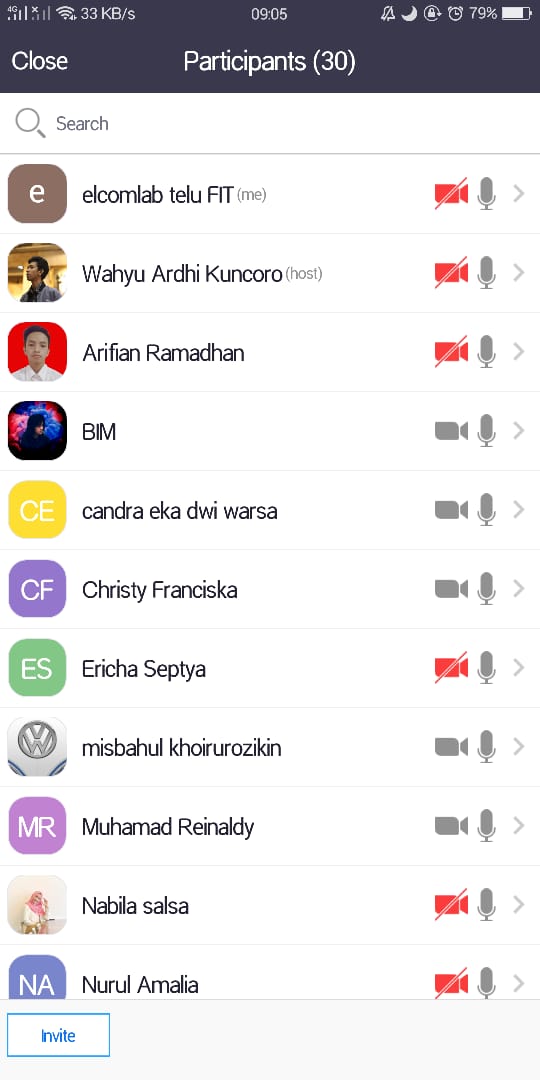 4G 33 KB/s 09:05 79%
Close Participants (30)
Search
e elcomlab telu FIT (me)
Wahyu Ardhi Kuncoro (host)
Arifian Ramadhan
BIM
CE candra eka dwi warsa
CF Christy Franciska
ES Ericha Septya
misbahul khoirurozikin
MR Muhamad Reinaldy
Nabila salsa
NA Nurul Amalia
Invite